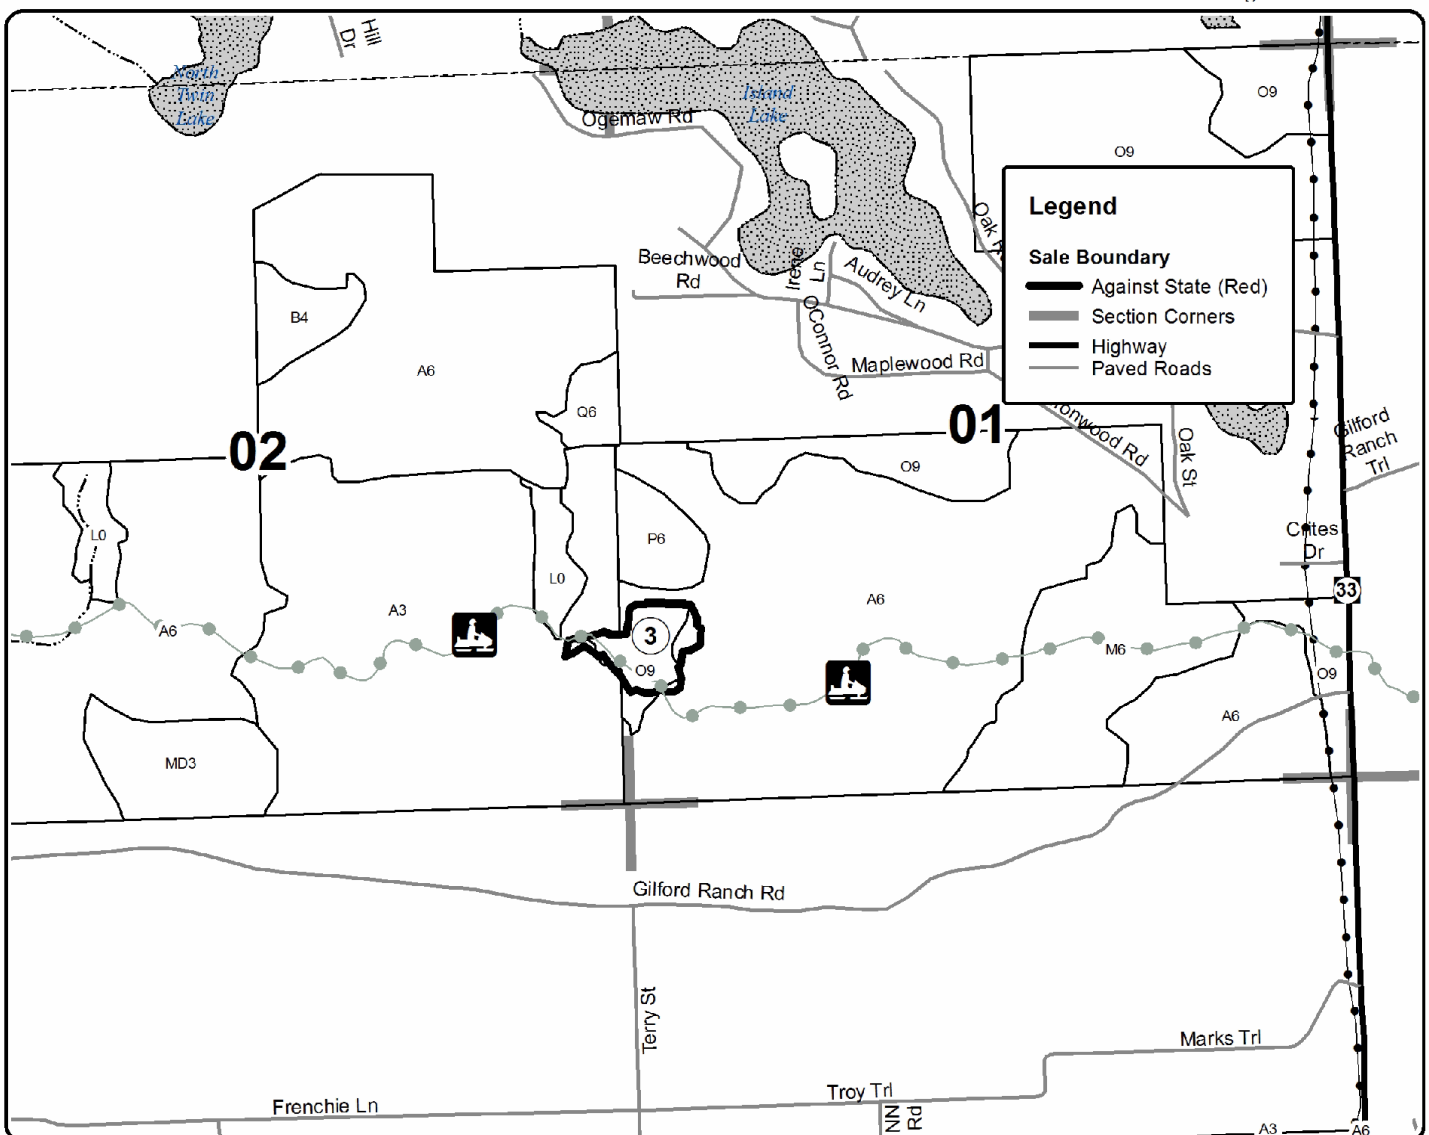 Hill
Dr
North
Twin
Lake
Island
Lake
Ogemaw Rd
O9
O9
Oak
Legend
Sale Boundary
Against State (Red)
Section Corners
Highway
Paved Roads
Beechwood
Rd
Irene
Ln
Audrey Ln
OConnor Rd
Maplewood Rd
B4
A6
Q6
02
01
O9
Oak St
Gilford
Ranch
Trl
L0
P6
Crites
Dr
33
L0
A3
A6
A6
3
M6
O9
O9
A6
MD3
Gilford Ranch Rd
Terry St
Marks Trl
Troy Trl
Frenchie Ln
NN
Rd
A3
A6